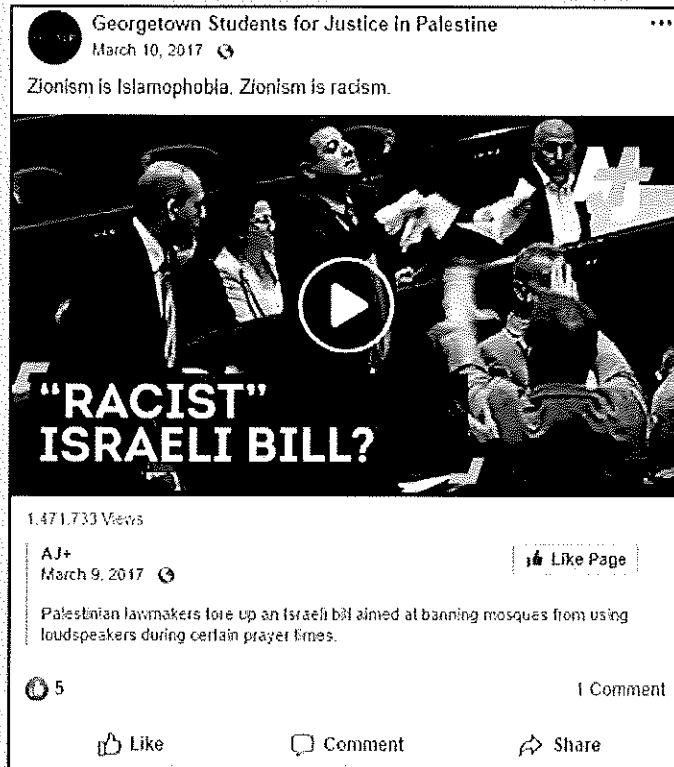 Georgetown Students for Justice in Palestine
March 10, 2017
Zionism is Islamophobia. Zionism is racism.
"RACIST"
ISRAELI BILL?
1,471,733 Views
AJ+
March 9, 2017
Like Page
Palestinian lawmakers tore up an Israeli bill aimed at banning mosques from using
loudspeakers during certain prayer times.
5
1 Comment
Like
Comment
Share